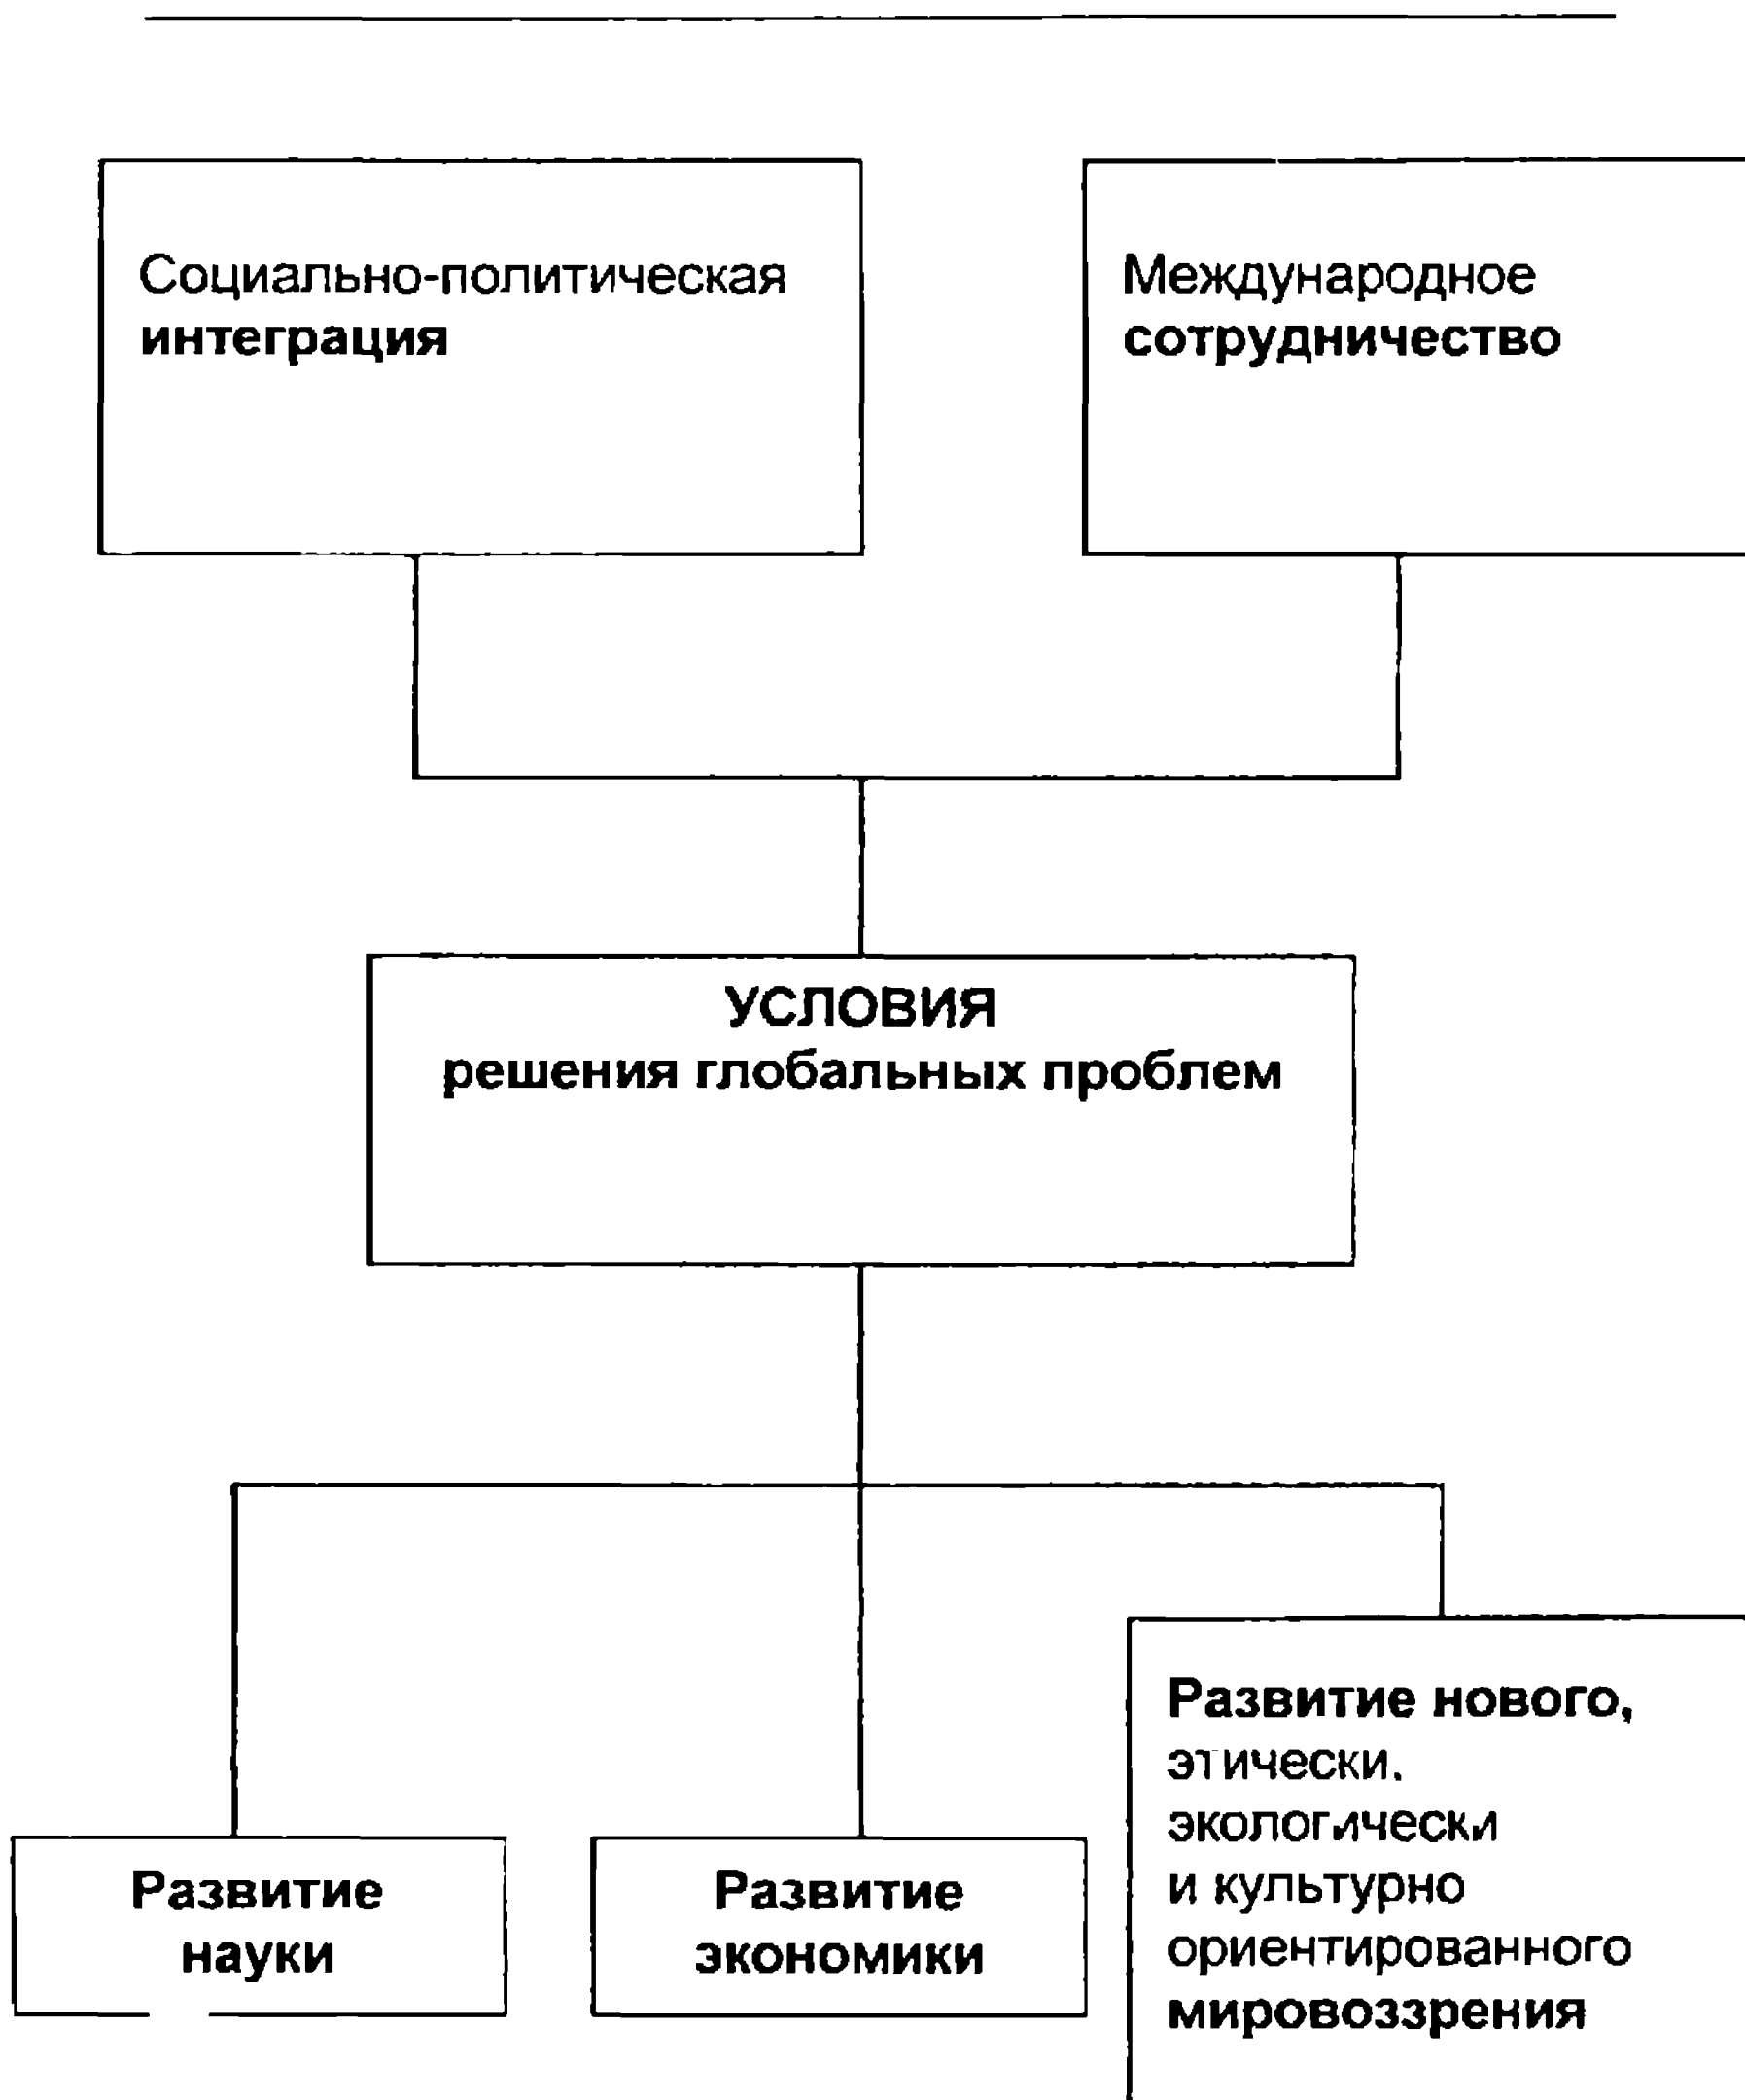 Социально-политическая
интеграция
Международное
сотрудничество
УСЛОВИЯ
решения глобальных проблем
Развитие
науки
Развитие
экономики
Развитие нового,
этически,
экологически
и культурно
ориентированного
мировоззрения